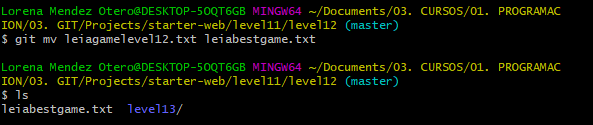 Lorena Mendez Otero@DESKTOP-5OQT6GB MINGW64 ~/Documents/03. CURSOS/01. PROGRAMAC
ION/03. GIT/Projects/starter-web/level11/level12 (master)
$ git mv leiagamelevel12.txt leiabestgame.txt

Lorena Mendez Otero@DESKTOP-5OQT6GB MINGW64 ~/Documents/03. CURSOS/01. PROGRAMAC
ION/03. GIT/Projects/starter-web/level11/level12 (master)
$ ls
leiabestgame.txt  level13/